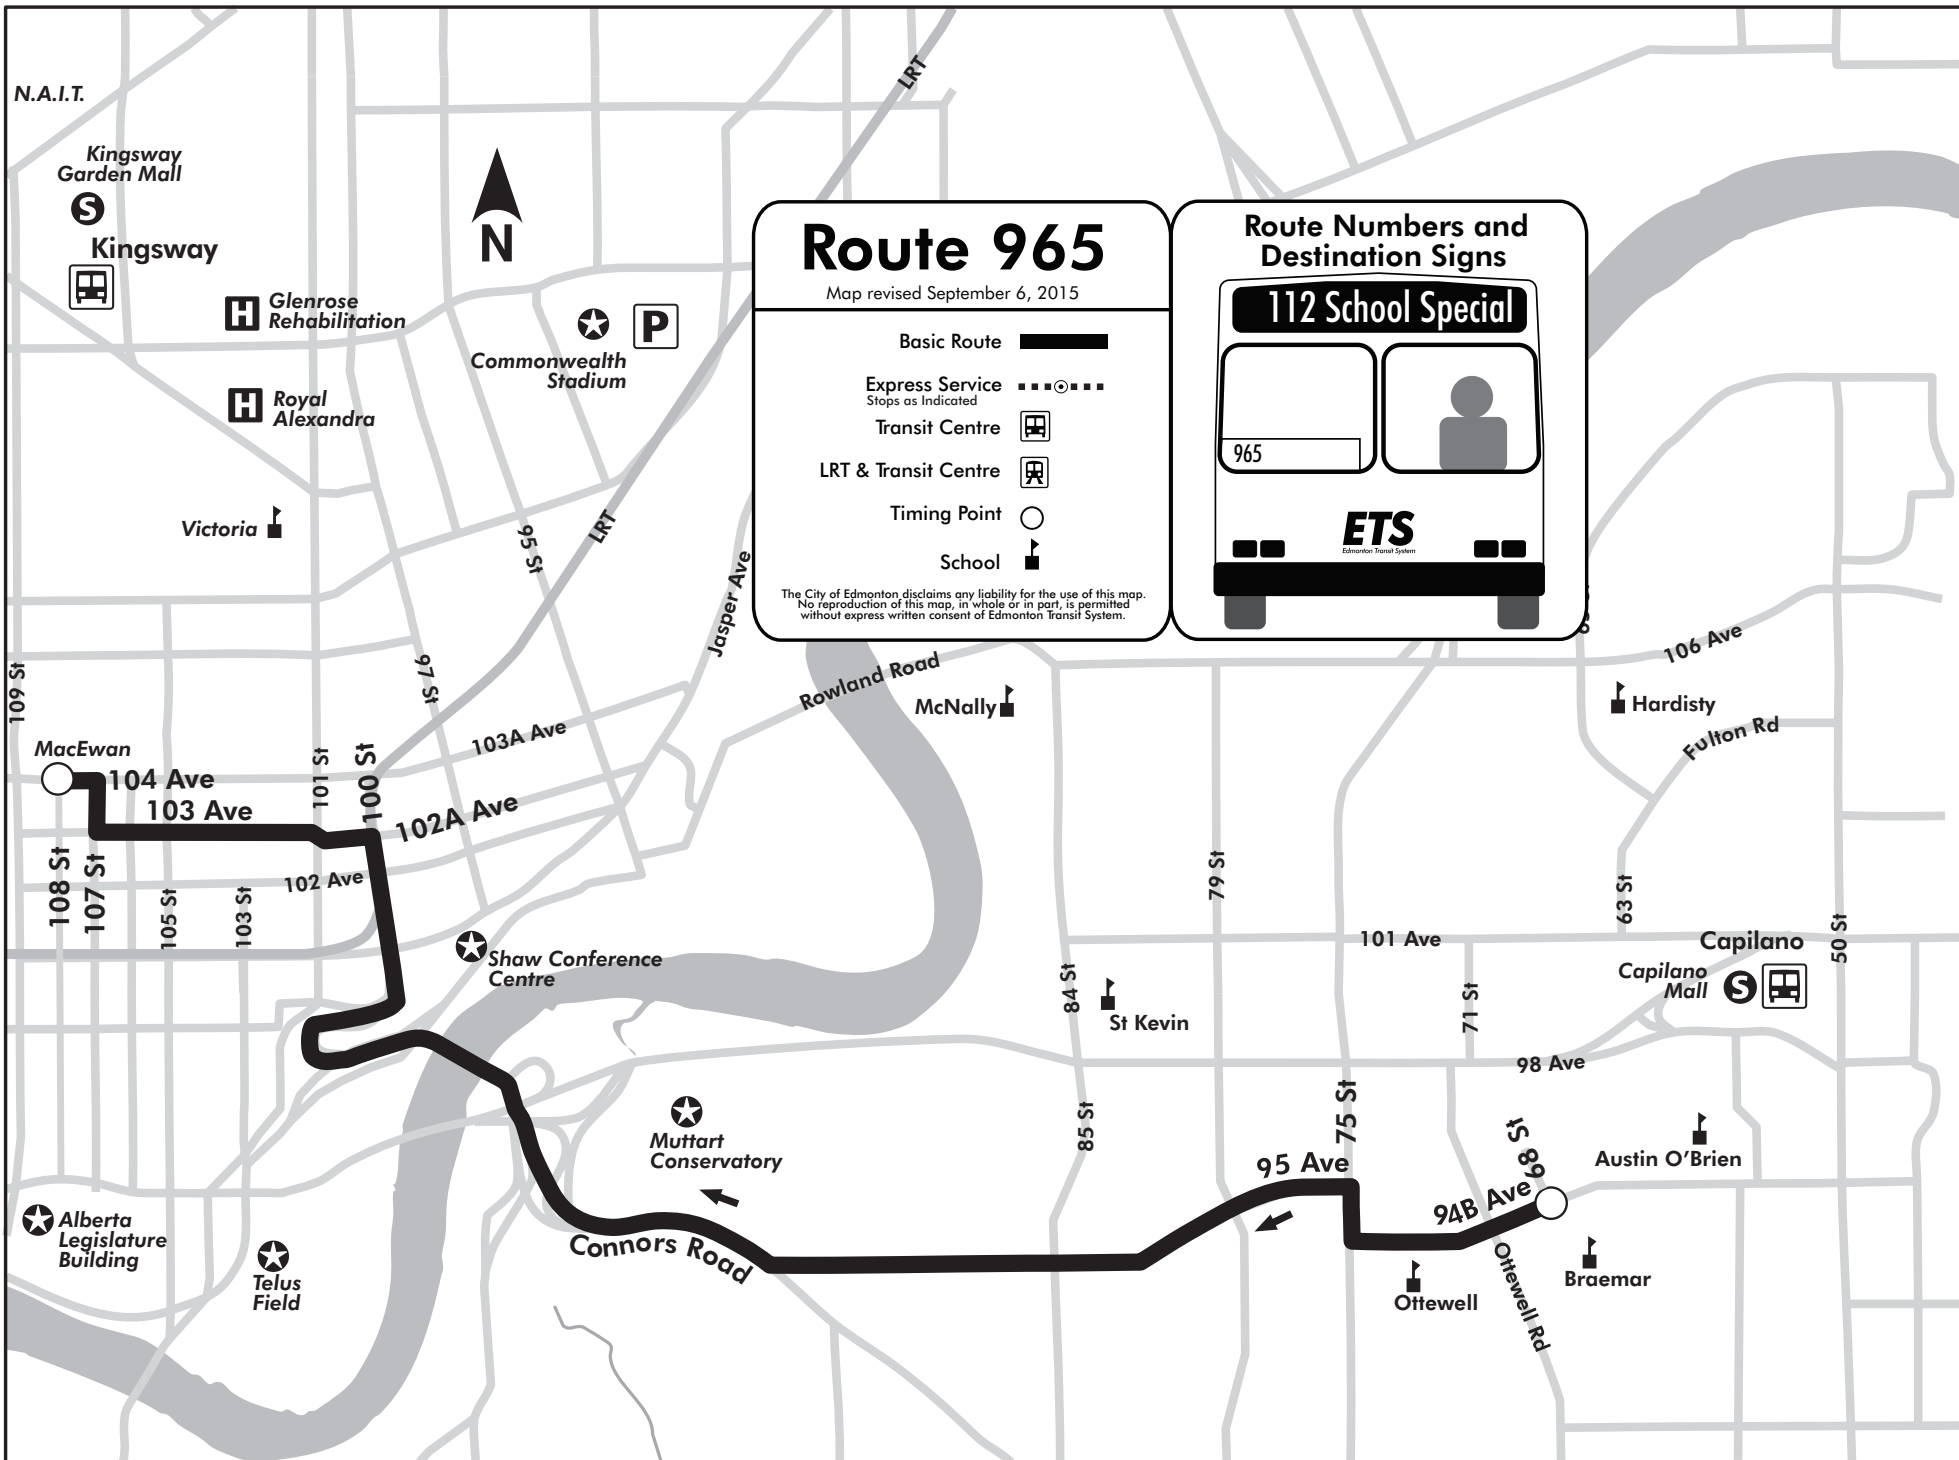 LRT
N.A.I.T.
Kingsway
Garden Mall
S
Kingsway
N
H
Glenrose
Rehabilitation
P
Commonwealth
Stadium
H
Royal
Alexandra
Victoria
95 St
LRT
Jasper Ave
Route 965
Map revised September 6, 2015
Basic Route
Express Service
Stops as Indicated
Transit Centre
LRT & Transit Centre
Timing Point
School
The City of Edmonton disclaims any liability for the use of this map.
No reproduction of this map, in whole or in part, is permitted
without express written consent of Edmonton Transit System.
Route Numbers and
Destination Signs
112 School Special
965
ETS
Edmonton Transit System
109 St
97 St
Rowland Road
McNally
106 Ave
Hardisty
Fulton Rd
MacEwan
104 Ave
103 Ave
101 St
100 St
103A Ave
102A Ave
102 Ave
108 St
107 St
105 St
103 St
Shaw Conference
Centre
79 St
101 Ave
63 St
Capilano
Capilano
Mall
S
50 St
84 St
St Kevin
71 St
98 Ave
85 St
75 St
68 St
Austin O'Brien
Muttart
Conservatory
95 Ave
94B Ave
Alberta
Legislature
Building
Telus
Field
Connors Road
Ottewell
Ottewell Rd
Braemar